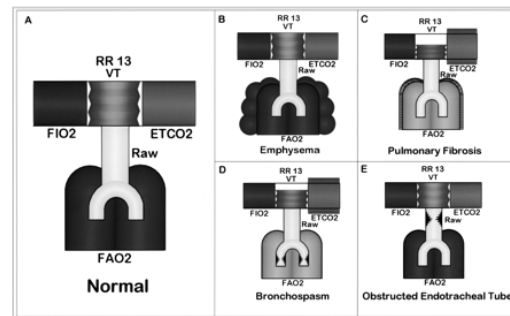 A
RR 13
VT
FIO2
ETCO2
Raw
FAO2
Normal
B
RR 13
VT
FIO2
ETCO2
Raw
FAO2
Emphysema
C
RR 13
VT
FIO2
ETCO2
Raw
FAO2
Pulmonary Fibrosis
D
RR 13
VT
FIO2
ETCO2
Raw
FAO2
Bronchospasm
E
RR 13
VT
FIO2
ETCO2
Raw
FAO2
Obstructed Endotracheal Tube